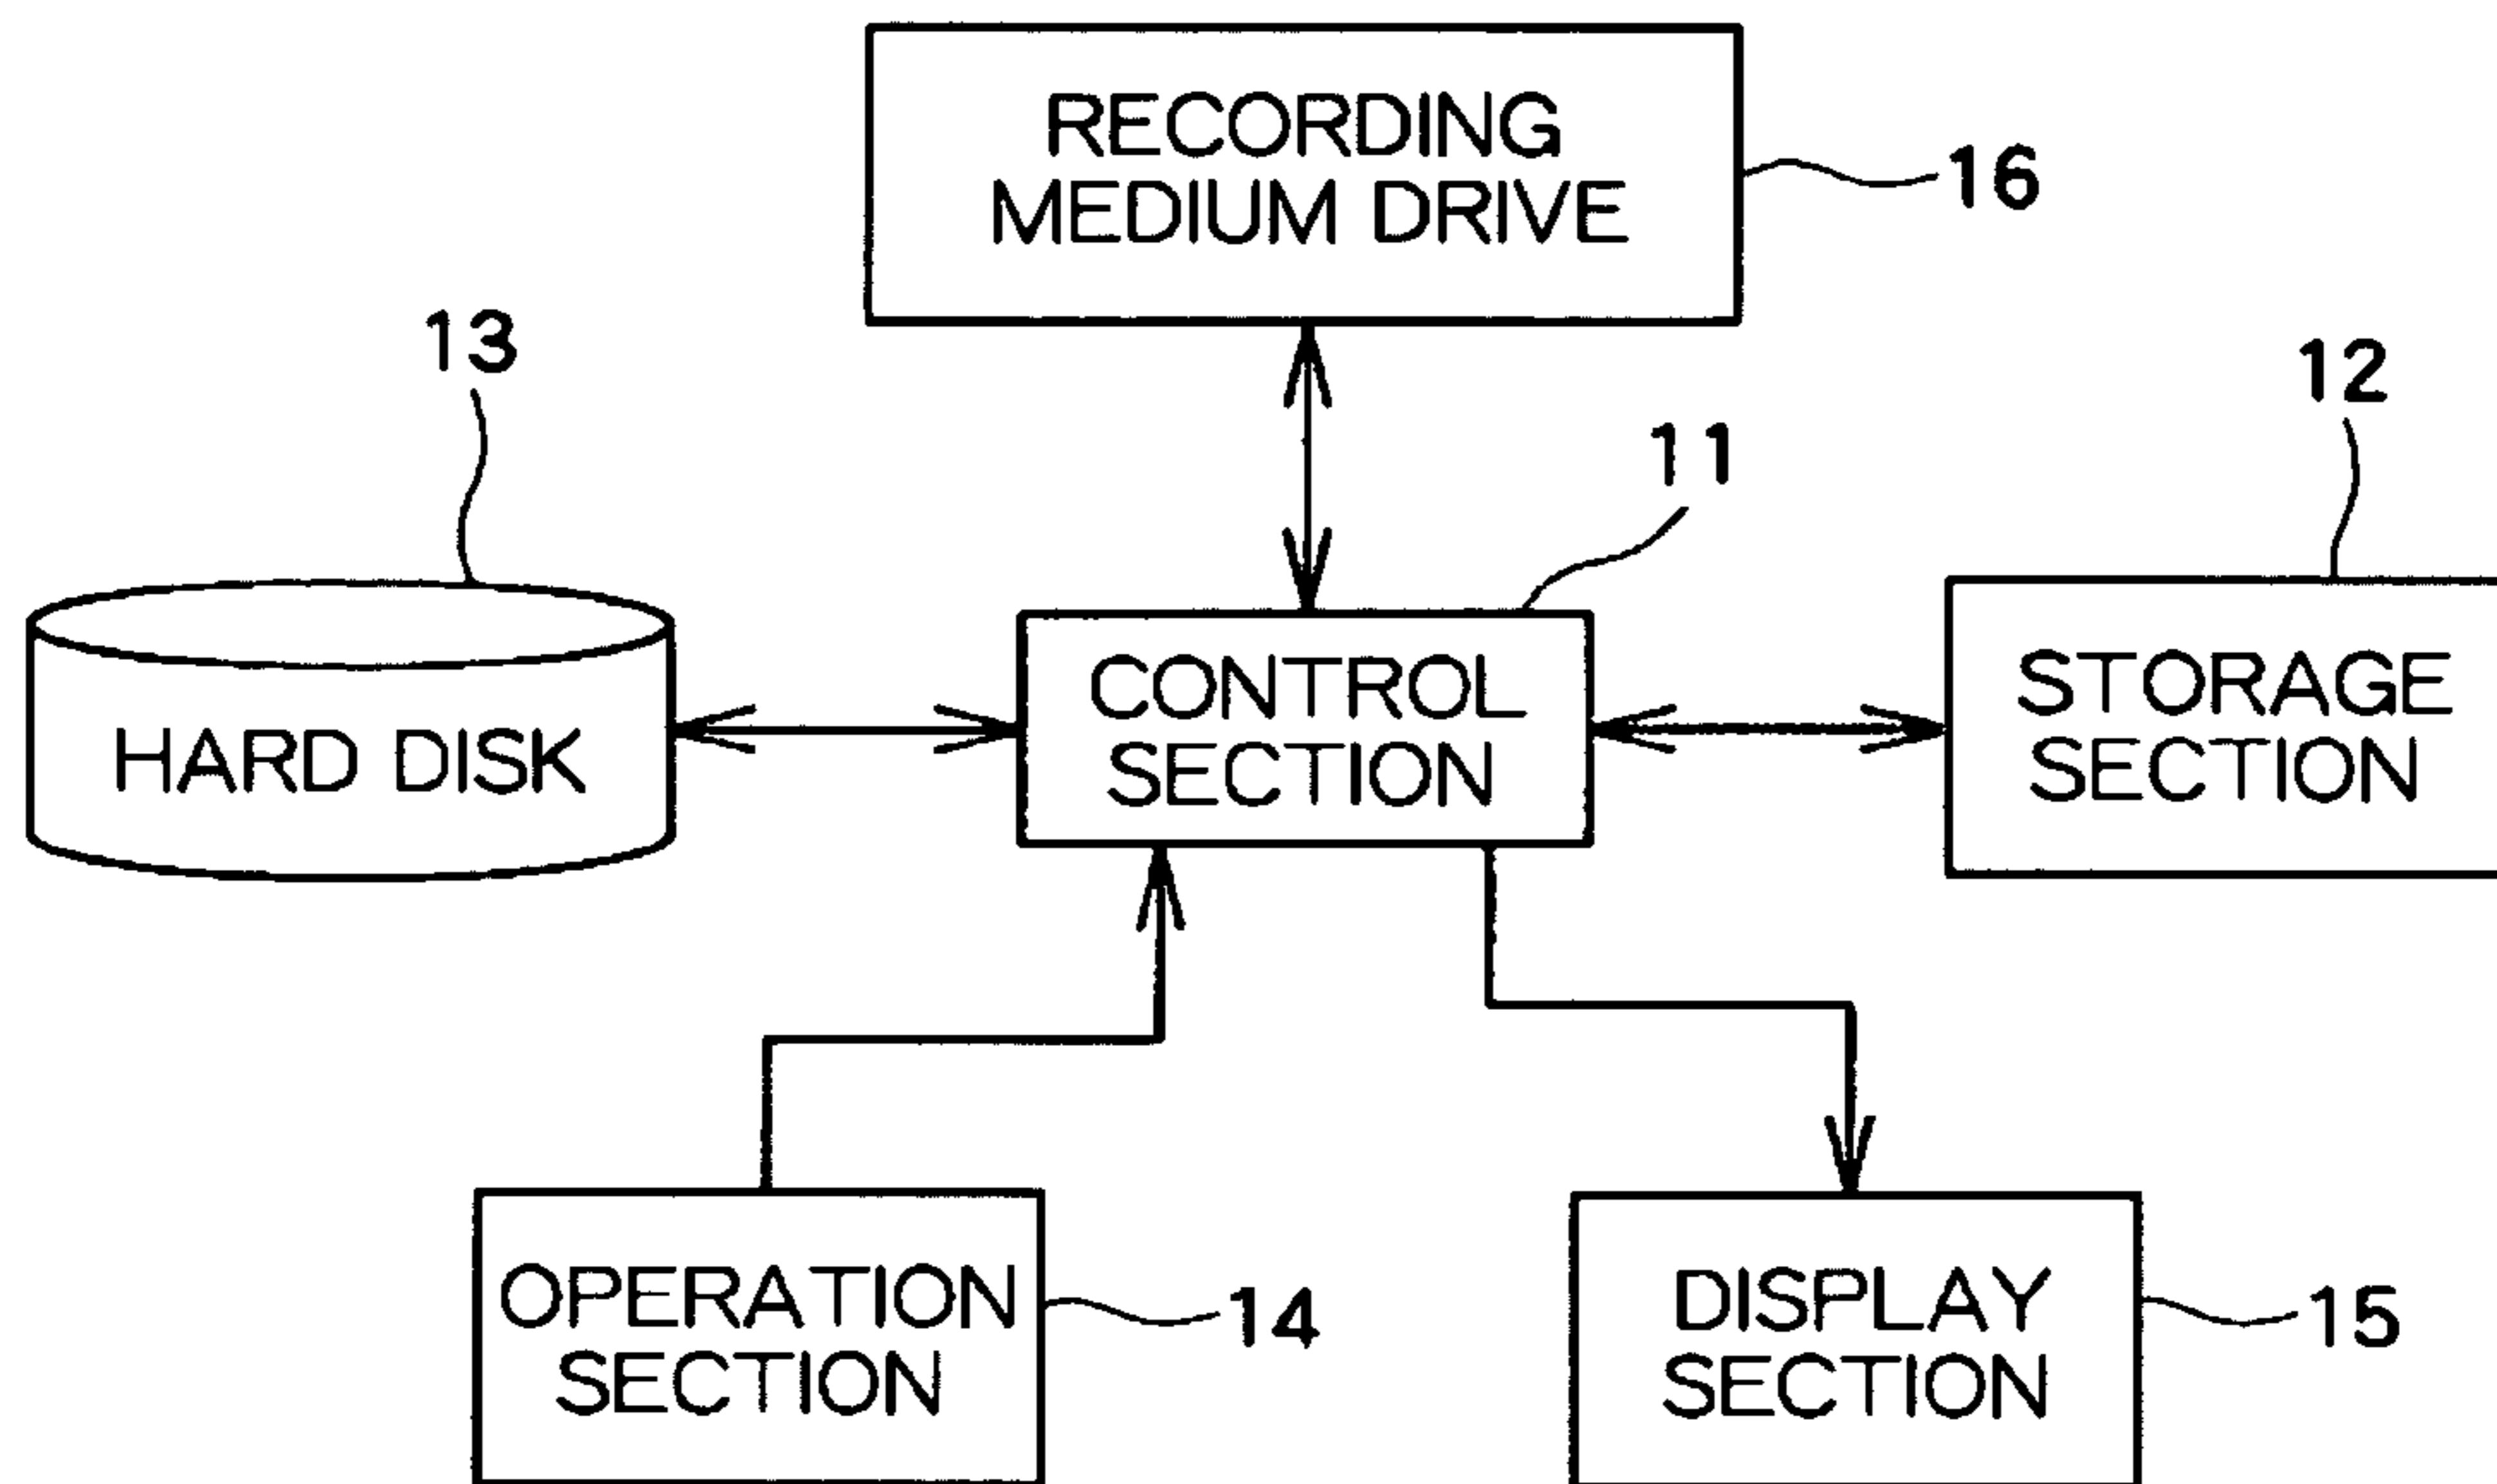 RECORDING
MEDIUM DRIVE
16
13
12
11
HARD DISK
CONTROL
SECTION
STORAGE
SECTION
OPERATION
SECTION
14
DISPLAY
SECTION
15